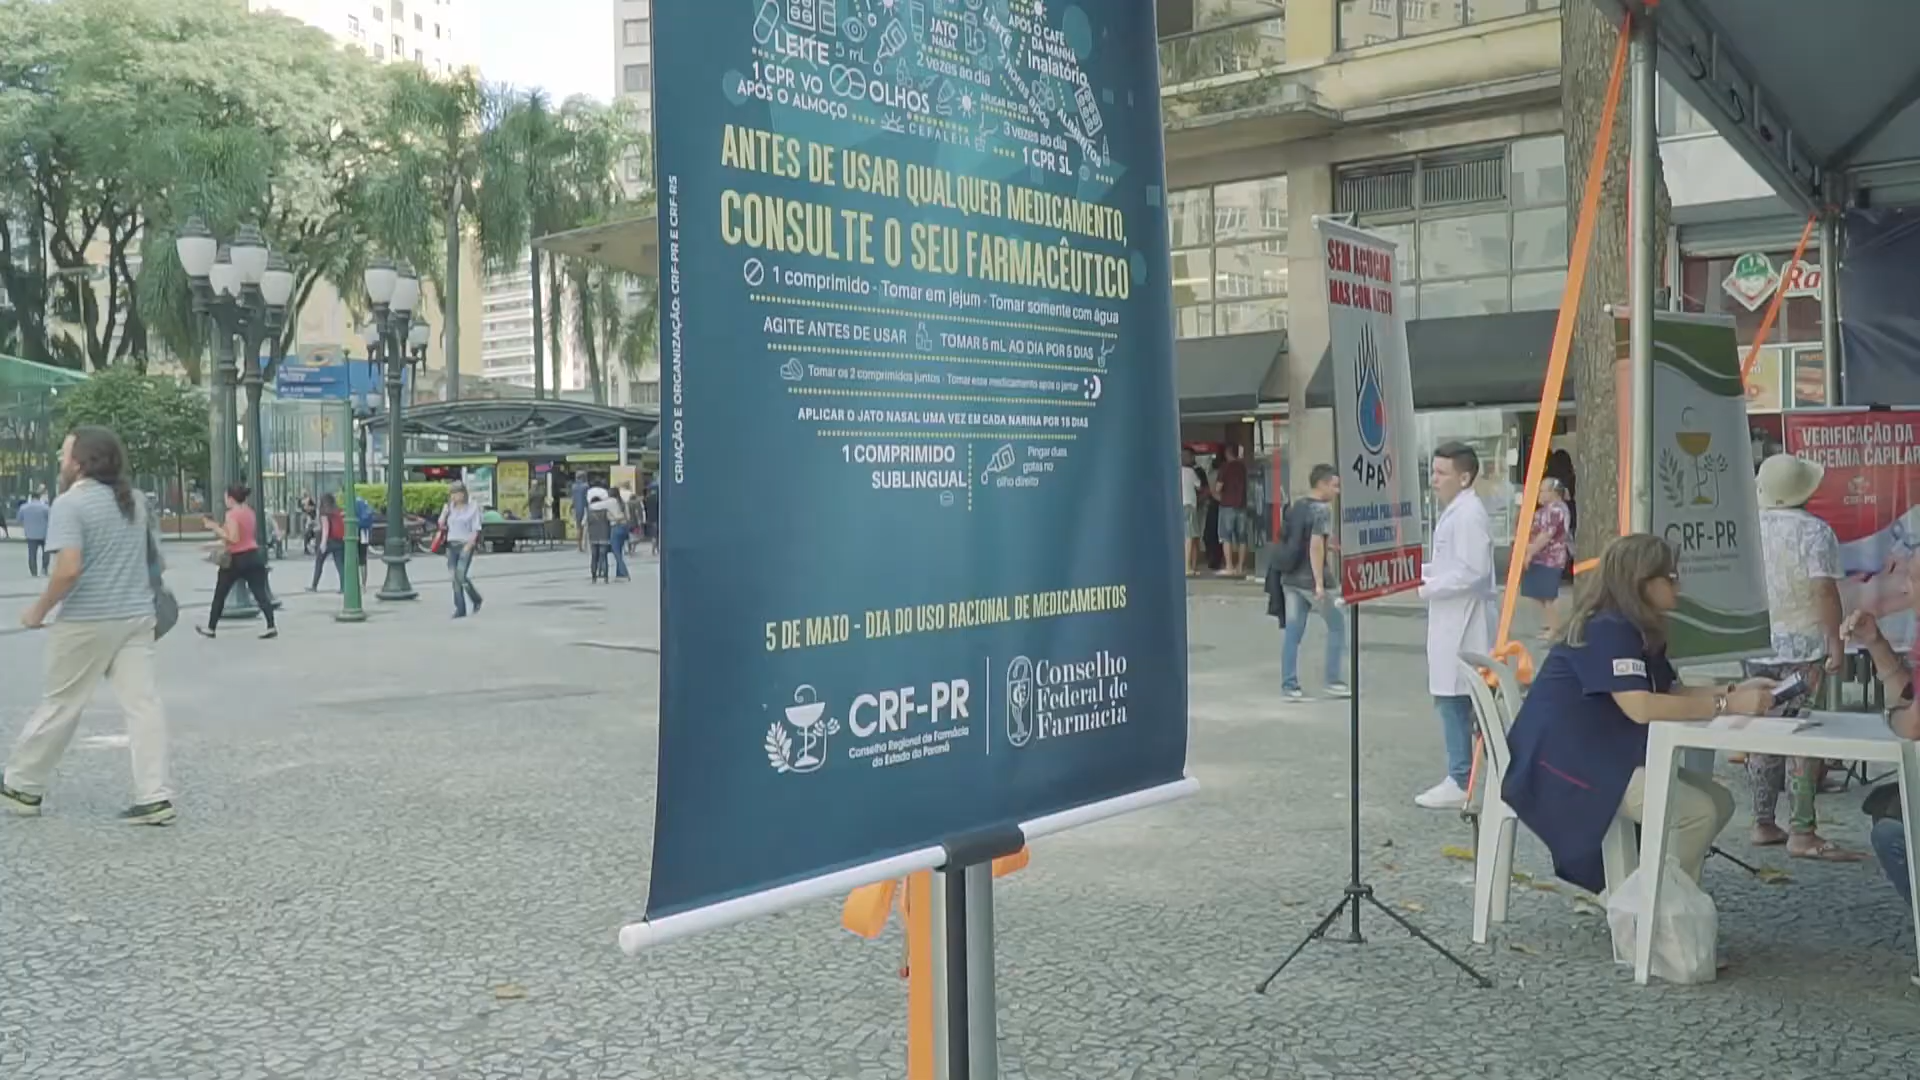 LEITE
5 mL
JATO
NASAL
2 vezes ao dia
LEITE
APÓS O CAFÉ
DA MANHÃ
Inalatório
1 CPR VO
APÓS O ALMOÇO
OLHOS
CEFALEIA
ALIMENTOS
3 vezes ao dia
1 CPR SL
ANTES DE USAR QUALQUER MEDICAMENTO,
CONSULTE O SEU FARMACÊUTICO
1 comprimido - Tomar em jejum - Tomar somente com água
AGITE ANTES DE USAR
TOMAR 5 mL AO DIA POR 5 DIAS
Tomar os 2 comprimidos juntos - Tomar esse medicamento após o jantar
APLICAR O JATO NASAL UMA VEZ EM CADA NARINA POR 15 DIAS
1 COMPRIMIDO
SUBLINGUAL
Pingar duas
gotas no
olho direito
5 DE MAIO - DIA DO USO RACIONAL DE MEDICAMENTOS
CRF-PR
Conselho Regional de Farmácia
do Estado do Paraná
Conselho
Federal de
Farmácia
CRIAÇÃO E ORGANIZAÇÃO: CRF-PR E CRF-RS
SEM AÇÚCAR
MAS COM AFETO
APAD
3244 7711
CRF-PR
VERIFICAÇÃO DA
GLICEMIA CAPILAR
CRF-PR